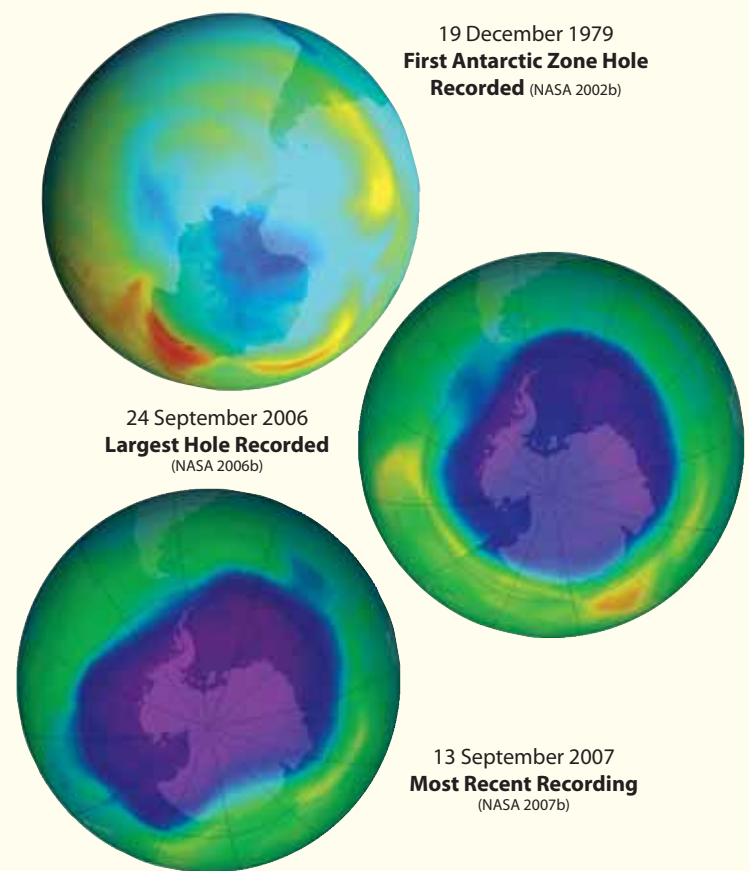 19 December 1979
First Antarctic Zone Hole
Recorded (NASA 2002b)
24 September 2006
Largest Hole Recorded
(NASA 2006b)
13 September 2007
Most Recent Recording
(NASA 2007b)